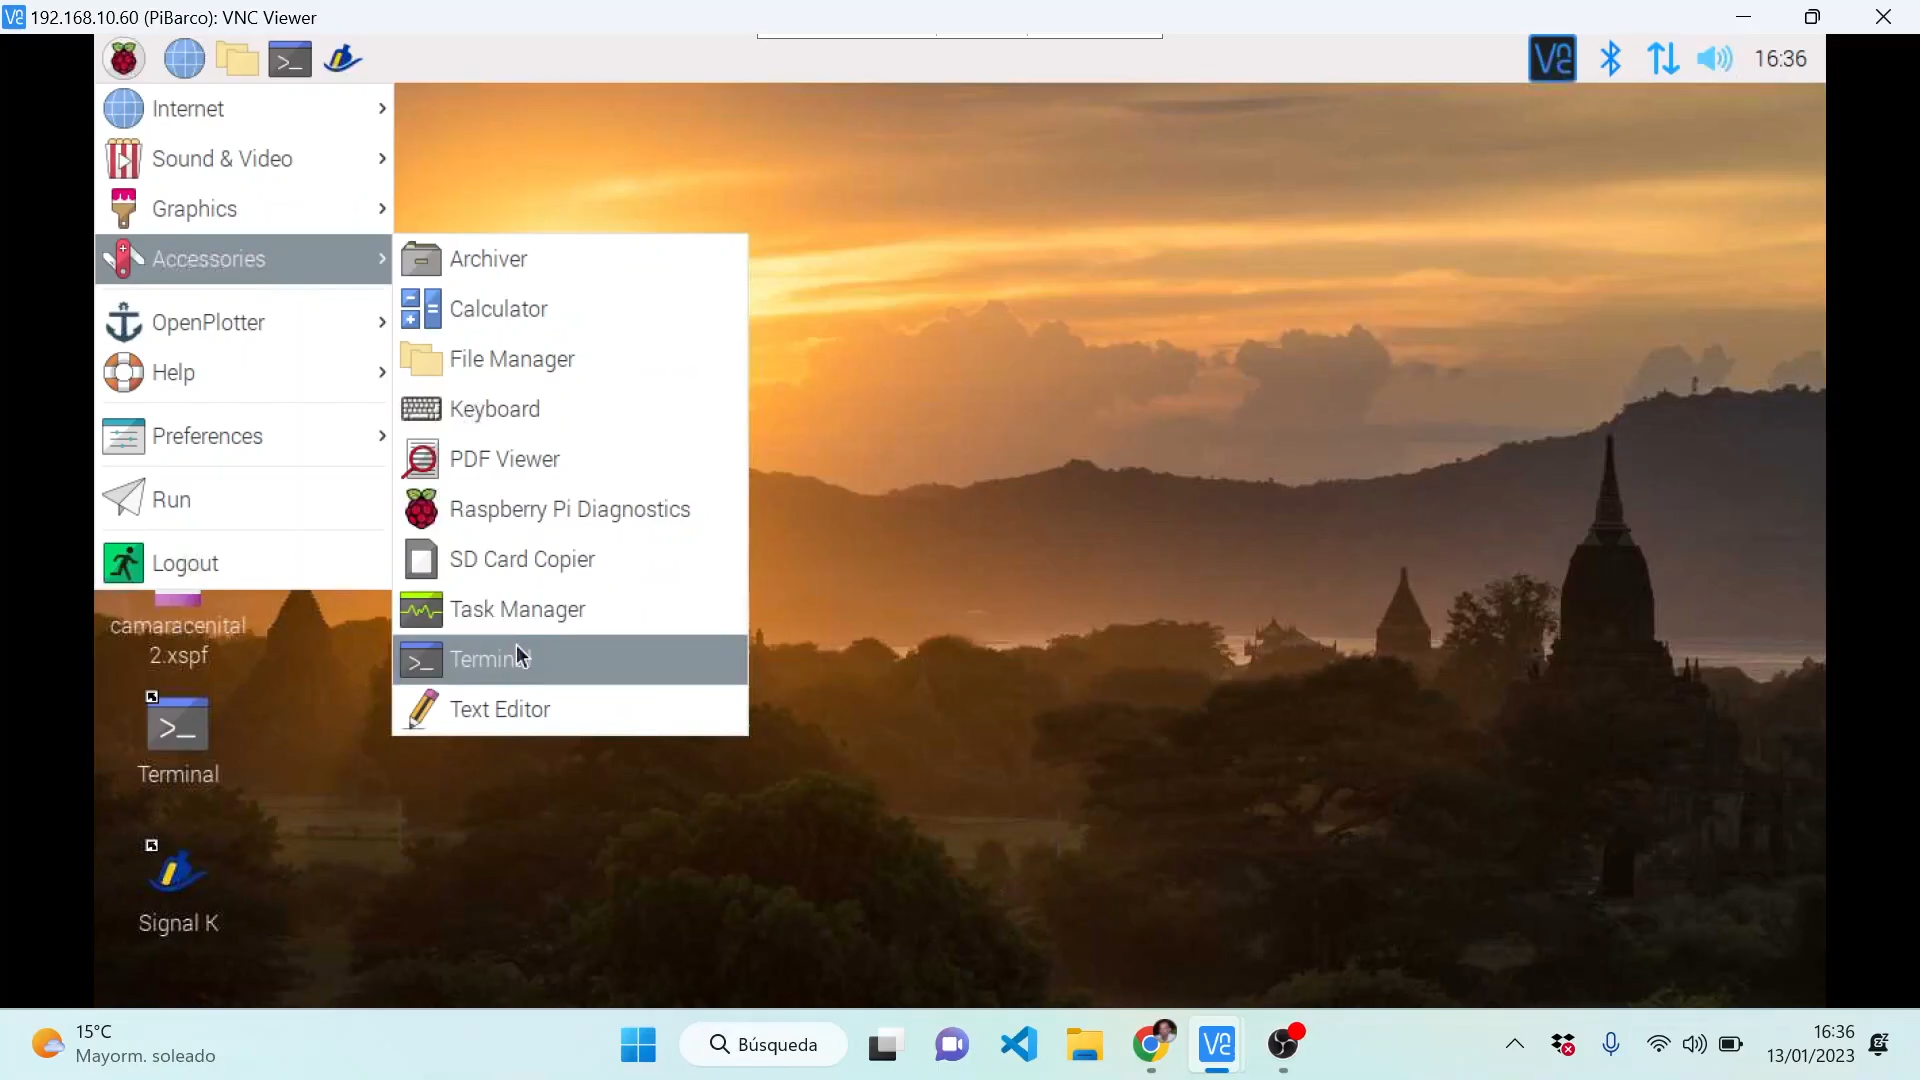 192.168.10.60 (PiBarco): VNC Viewer
16:36
Internet
Sound & Video
Graphics
Accessories
OpenPlotter
Help
Preferences
Run
Logout
Archiver
Calculator
File Manager
Keyboard
PDF Viewer
Raspberry Pi Diagnostics
SD Card Copier
Task Manager
Terminal
Text Editor
camaracenital
2.xspf
Terminal
Signal K
15°C
Mayorm. soleado
Búsqueda
16:36
13/01/2023